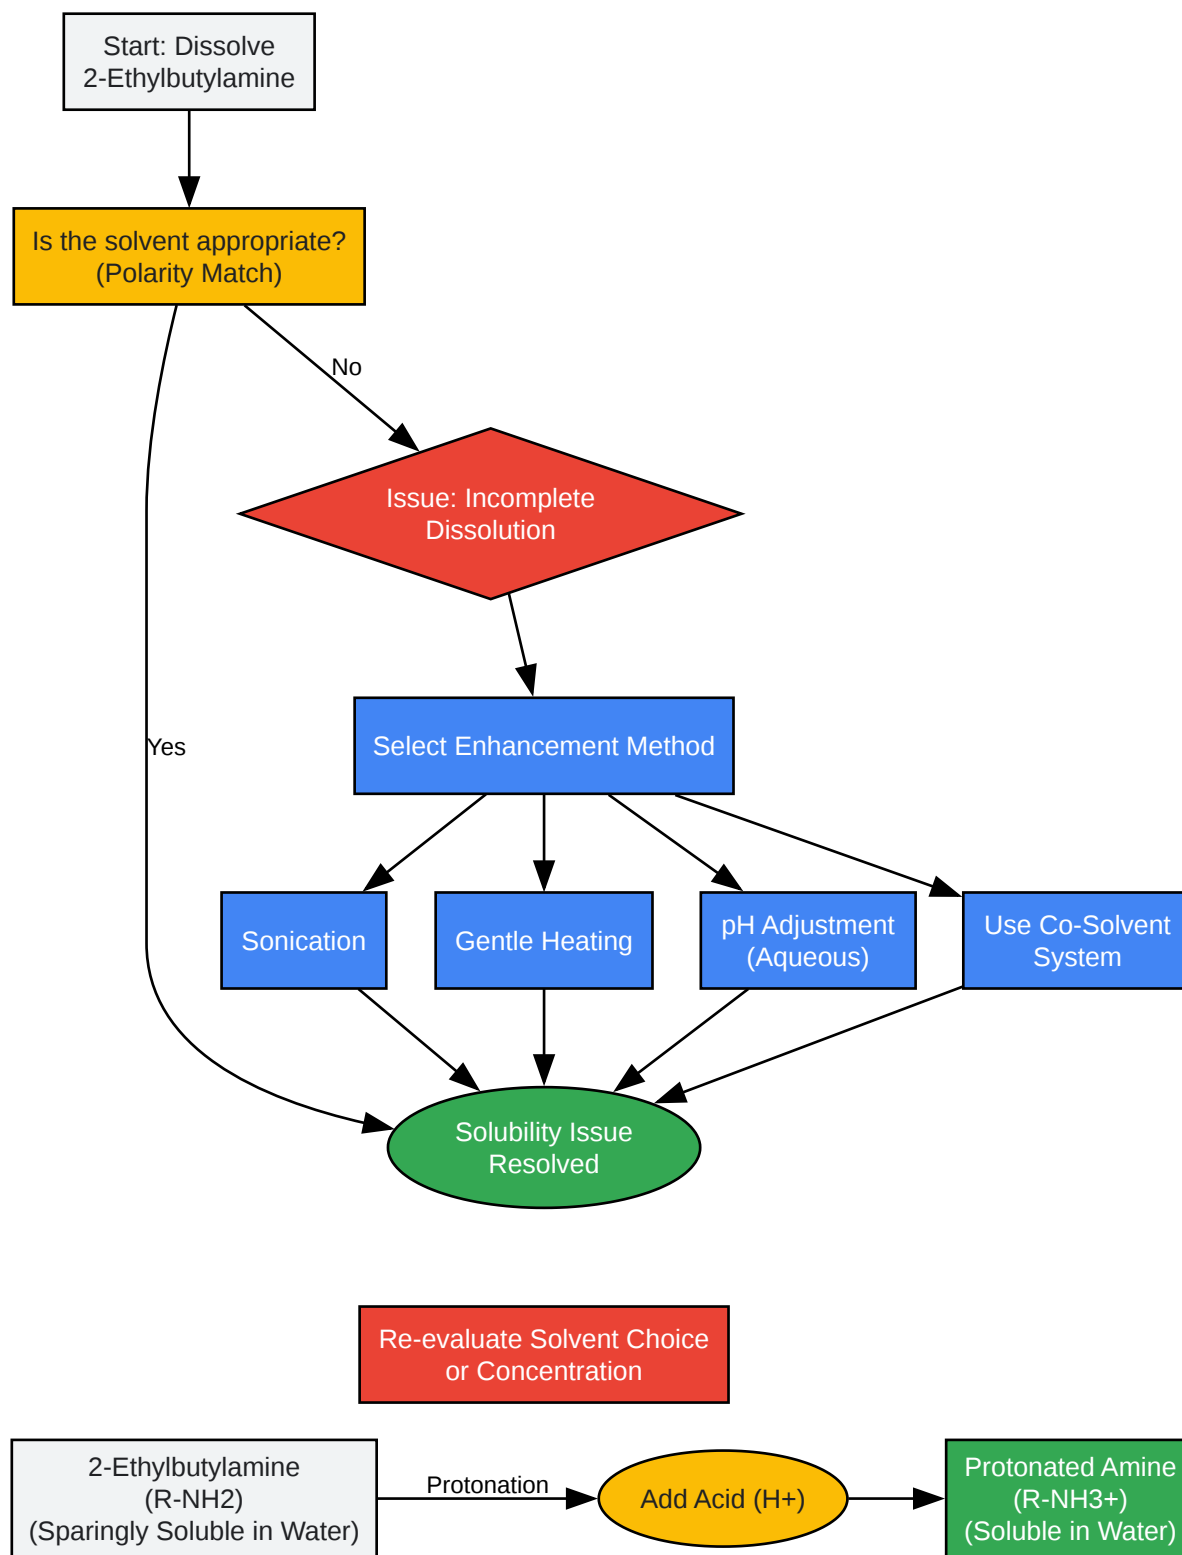 Start: Dissolve
2-Ethylbutylamine
Is the solvent appropriate?
(Polarity Match)
No
Issue: Incomplete
Dissolution
Select Enhancement Method
Yes
Sonication
Gentle Heating
pH Adjustment
(Aqueous)
Use Co-Solvent
System
Solubility Issue
Resolved
Re-evaluate Solvent Choice
or Concentration
2-Ethylbutylamine
(R-NH2)
(Sparingly Soluble in Water)
Protonation
Add Acid (H+)
Protonated Amine
(R-NH3+)
(Soluble in Water)